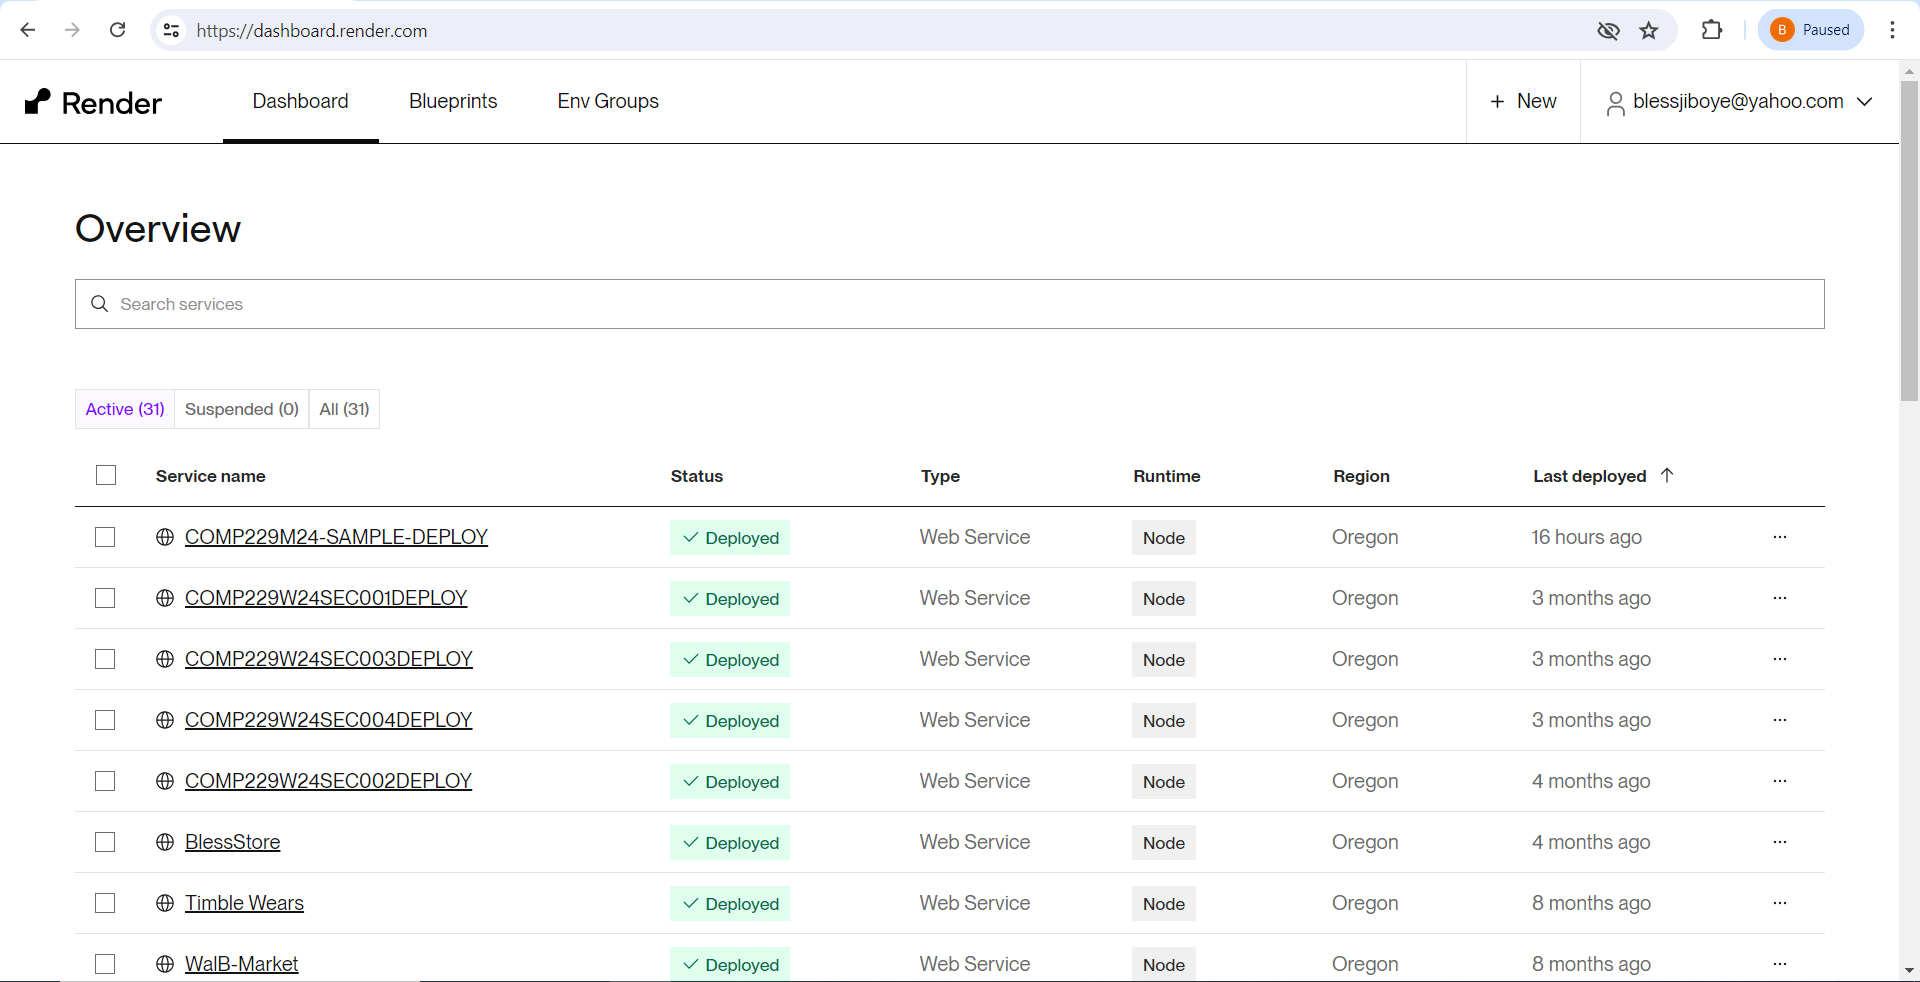 https://dashboard.render.com
B Paused
Render Dashboard Blueprints Env Groups + New blessjiboye@yahoo.com
Overview
Search services
Active (31) Suspended (0) All (31)
Service name Status Type Runtime Region Last deployed
COMP229M24-SAMPLE-DEPLOY Deployed Web Service Node Oregon 16 hours ago
COMP229W24SEC001DEPLOY Deployed Web Service Node Oregon 3 months ago
COMP229W24SEC003DEPLOY Deployed Web Service Node Oregon 3 months ago
COMP229W24SEC004DEPLOY Deployed Web Service Node Oregon 3 months ago
COMP229W24SEC002DEPLOY Deployed Web Service Node Oregon 4 months ago
BlessStore Deployed Web Service Node Oregon 4 months ago
Timble Wears Deployed Web Service Node Oregon 8 months ago
WalB-Market Deployed Web Service Node Oregon 8 months ago